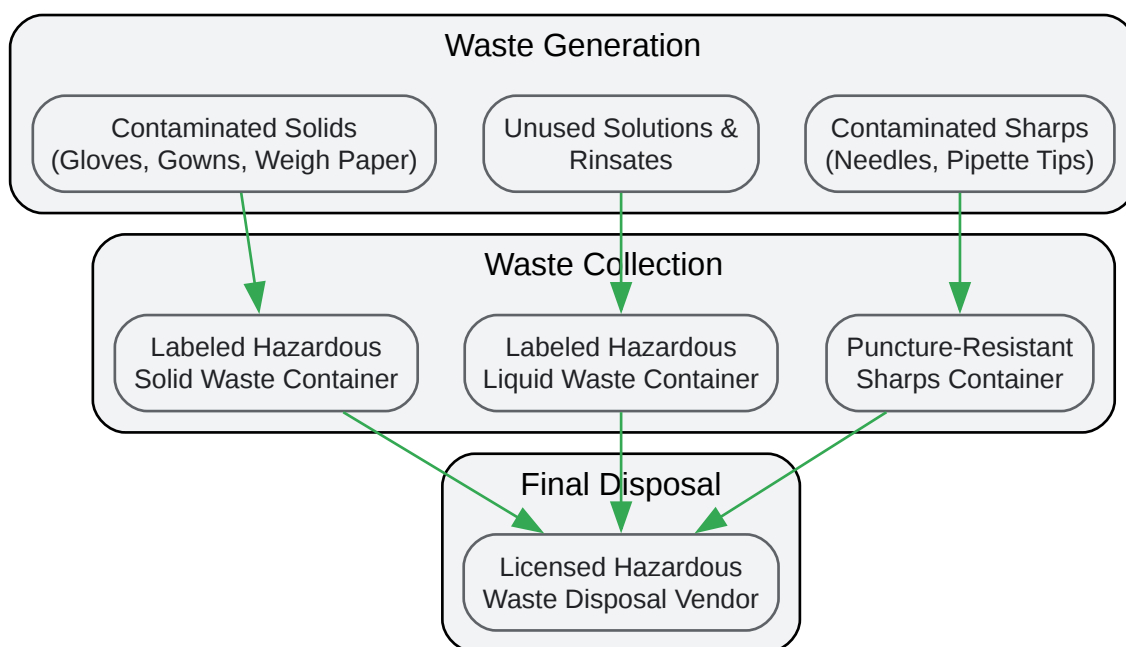 Waste Generation
Contaminated Solids
(Gloves, Gowns, Weigh Paper)
Unused Solutions &
Rinsates
Contaminated Sharps
(Needles, Pipette Tips)
Waste Collection
Labeled Hazardous
Solid Waste Container
Labeled Hazardous
Liquid Waste Container
Puncture-Resistant
Sharps Container
Final Disposal
Licensed Hazardous
Waste Disposal Vendor